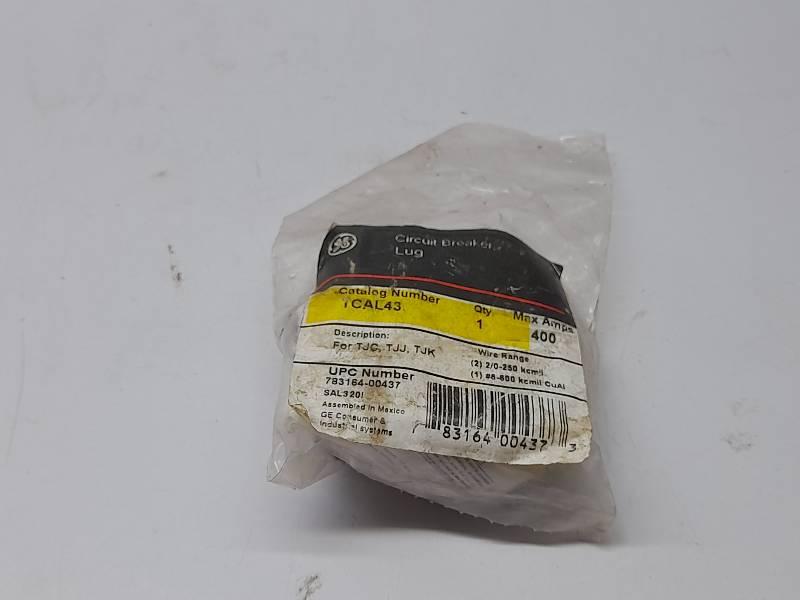 GE
Circuit Breaker
Lug
Catalog Number
TCAL43
Qty
1
Max Amps
400
Description:
For TJC, TJJ, TJK
Wire Range
(2) 2/0-250 kcmil
(1) #6-600 kcmil CuAl
UPC Number
783164-00437
SAL320I
Assembled in Mexico
GE Consumer &
Industrial systems
83164 00437 3